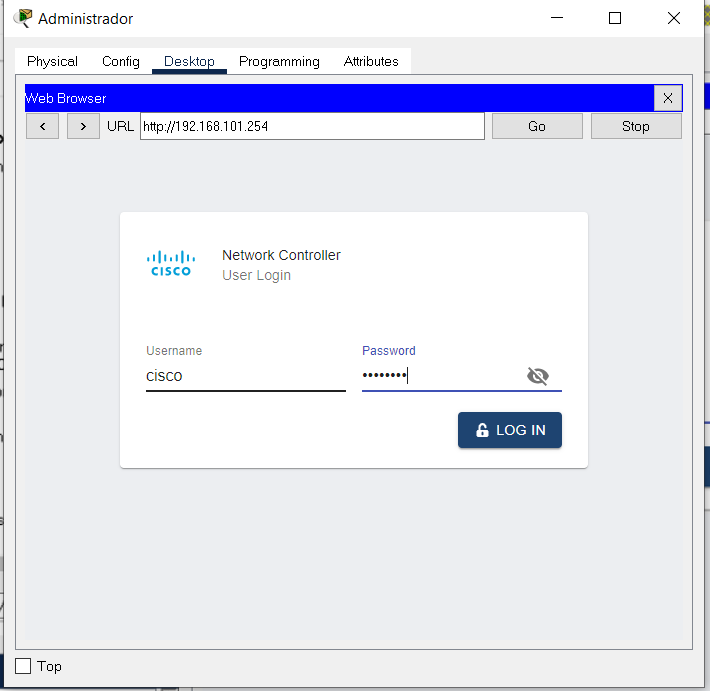 Administrador
Physical Config Desktop Programming Attributes
Web Browser X
< > URL http://192.168.101.254 Go Stop
CISCO
Network Controller
User Login
Username Password
cisco ••••••••
LOG IN
Top